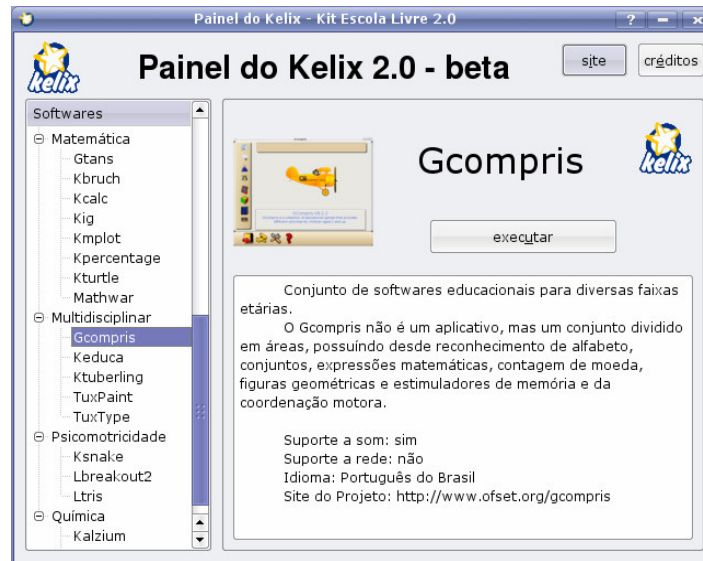 Painel do Kelix - Kit Escola Livre 2.0
kelix
Painel do Kelix 2.0 - beta
site
créditos
Softwares
Matemática
Gtans
Kbruch
Kcalc
Kig
Kmplot
Kpercentage
Kturtle
Mathwar
Multidisciplinar
Gcompris
Keduca
Ktuberling
TuxPaint
TuxType
Psicomotricidade
Ksnake
Lbreakout2
Ltris
Química
Kalzium
Gcompris
kelix
executar
Conjunto de softwares educacionais para diversas faixas
etárias.
O Gcompris não é um aplicativo, mas um conjunto dividido
em áreas, possuíndo desde reconhecimento de alfabeto,
conjuntos, expressões matemáticas, contagem de moeda,
figuras geométricas e estimuladores de memória e da
coordenação motora.
Suporte a som: sim
Suporte a rede: não
Idioma: Português do Brasil
Site do Projeto: http://www.ofset.org/gcompris